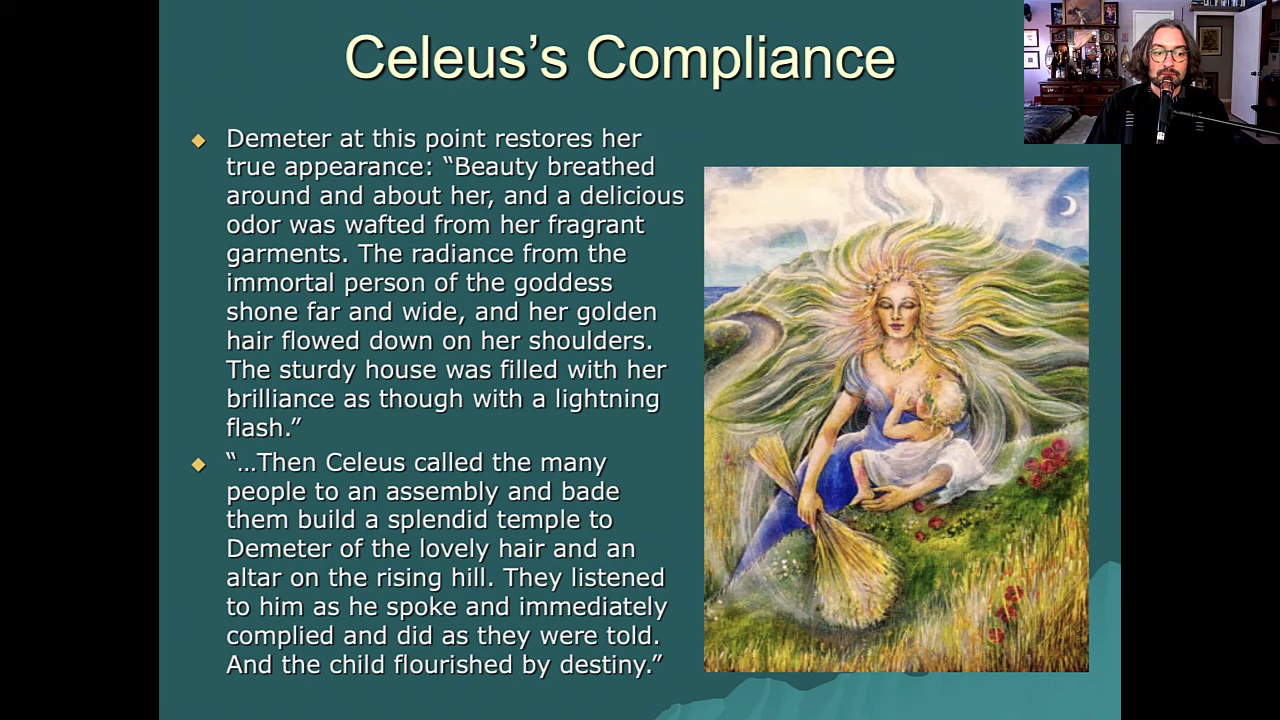 Celeus’s Compliance
Demeter at this point restores her
true appearance: “Beauty breathed
around and about her, and a delicious
odor was wafted from her fragrant
garments. The radiance from the
immortal person of the goddess
shone far and wide, and her golden
hair flowed down on her shoulders.
The sturdy house was filled with her
brilliance as though with a lightning
flash.”
“…Then Celeus called the many
people to an assembly and bade
them build a splendid temple to
Demeter of the lovely hair and an
altar on the rising hill. They listened
to him as he spoke and immediately
complied and did as they were told.
And the child flourished by destiny.”